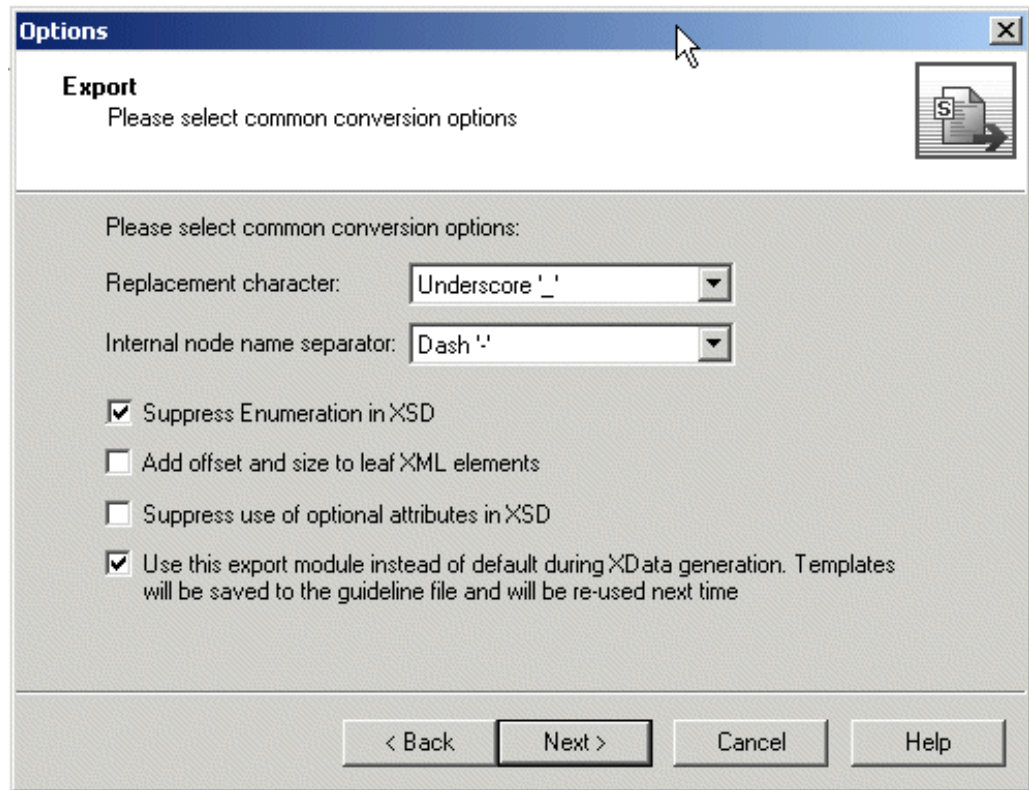 Options
Export
Please select common conversion options
S
Please select common conversion options:
Replacement character: Underscore '_'
Internal node name separator: Dash '-'
Suppress Enumeration in XSD
Add offset and size to leaf XML elements
Suppress use of optional attributes in XSD
Use this export module instead of default during XData generation. Templates
will be saved to the guideline file and will be re-used next time
< Back Next > Cancel Help